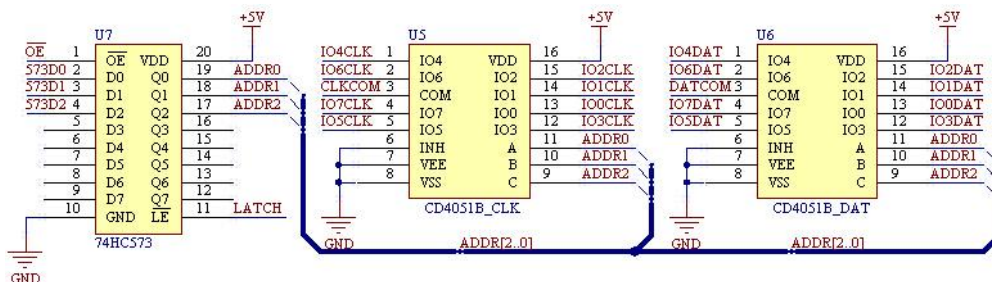 U7
+5V
OE 1 OE VDD 20
573D0 2 D0 Q0 19 ADDR0
573D1 3 D1 Q1 18 ADDR1
573D2 4 D2 Q2 17 ADDR2
5 D3 Q3 16
6 D4 Q4 15
7 D5 Q5 14
8 D6 Q6 13
9 D7 Q7 12
10 GND LE 11 LATCH
74HC573
GND
U5
+5V
IO4CLK 1 IO4 VDD 16
IO6CLK 2 IO6 IO2 15 IO2CLK
CLKCOM 3 COM IO1 14 IO1CLK
IO7CLK 4 IO7 IO0 13 IO0CLK
IO5CLK 5 IO5 IO3 12 IO3CLK
6 INH A 11 ADDR0
7 VEE B 10 ADDR1
8 VSS C 9 ADDR2
CD4051B_CLK
GND
ADDR[2..0]
U6
+5V
IO4DAT 1 IO4 VDD 16
IO6DAT 2 IO6 IO2 15 IO2DAT
DATCOM 3 COM IO1 14 IO1DAT
IO7DAT 4 IO7 IO0 13 IO0DAT
IO5DAT 5 IO5 IO3 12 IO3DAT
6 INH A 11 ADDR0
7 VEE B 10 ADDR1
8 VSS C 9 ADDR2
CD4051B_DAT
GND
ADDR[2..0]